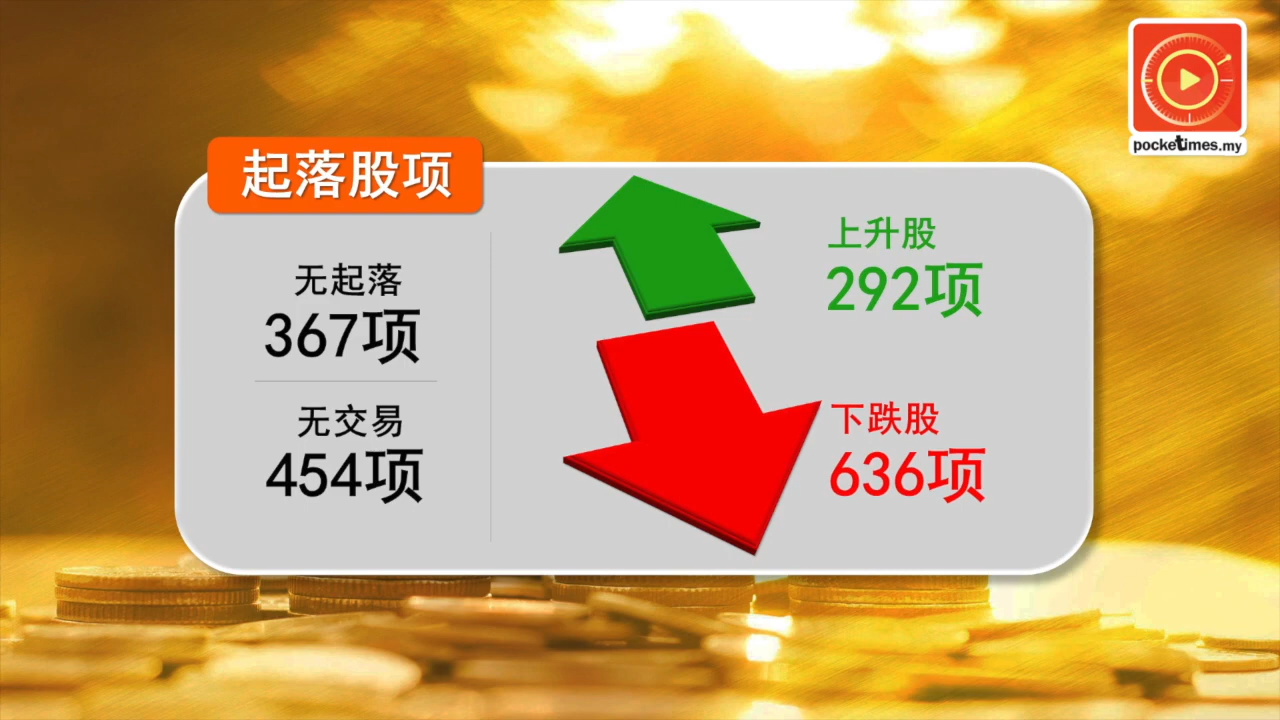 pocketimes.my
起落股项
无起落
367项
无交易
454项
上升股
292项
下跌股
636项